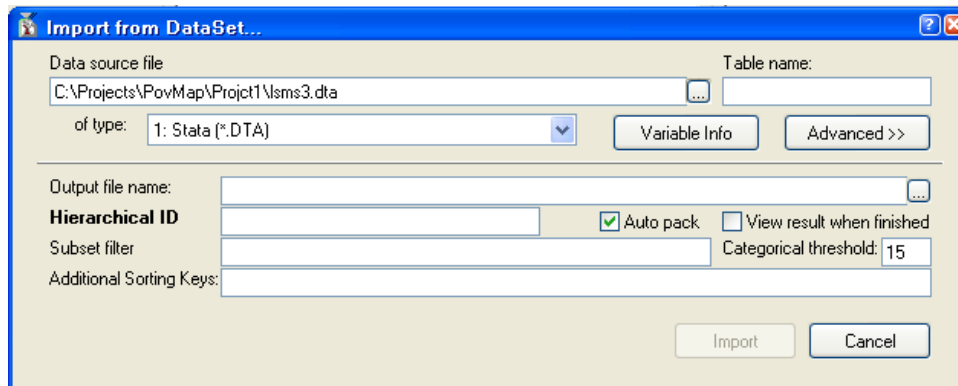 Import from DataSet...
Data source file
Table name:
C:\Projects\PovMap\Projct1\lsms3.dta
...
of type:
1: Stata (*.DTA)
Variable Info
Advanced >>
Output file name:
...
Hierarchical ID
Auto pack
View result when finished
Subset filter
Categorical threshold:
15
Additional Sorting Keys:
Import
Cancel